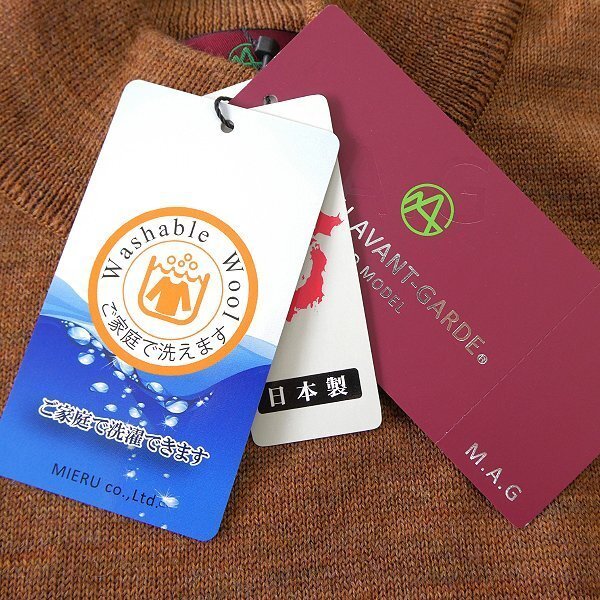 Washable Wool
ご家庭で洗えます
ご家庭で洗濯できます
MIERU co.,Ltd.
日本製
AVANT-GARDE®
MODEL
M.A.G